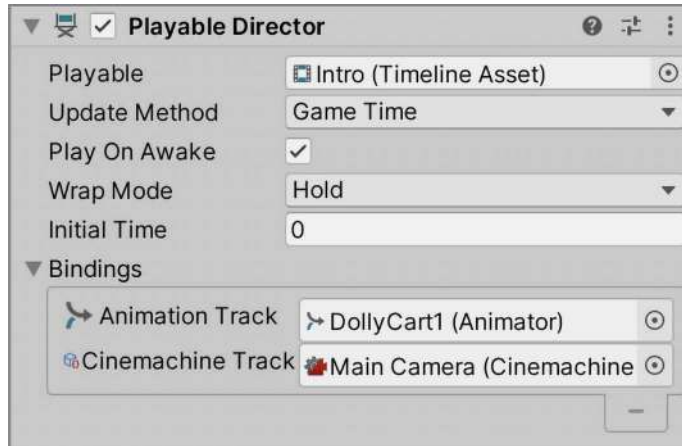 Playable Director
Playable Intro (Timeline Asset)
Update Method Game Time
Play On Awake
Wrap Mode Hold
Initial Time 0
Bindings
Animation Track DollyCart1 (Animator)
Cinemachine Track Main Camera (Cinemachine